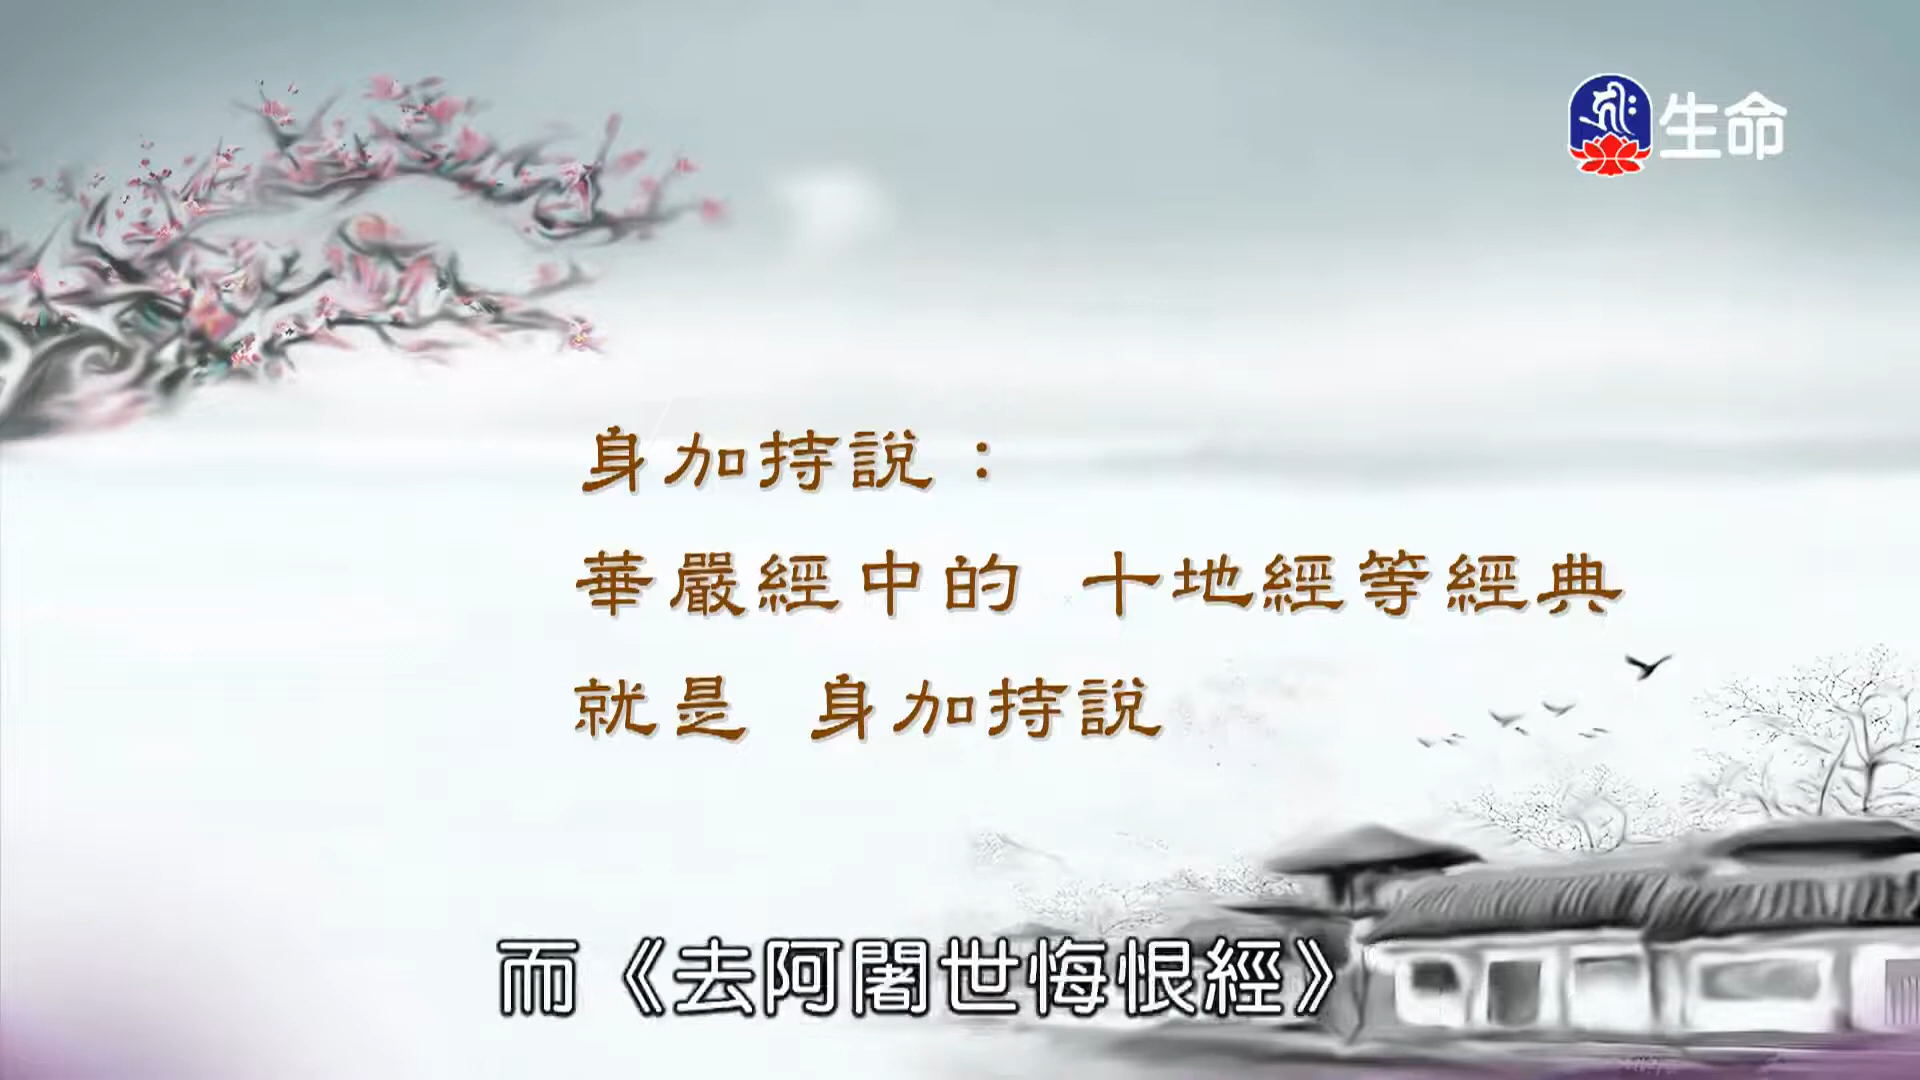 生命
身加持說：
華嚴經中的 十地經等經典
就是 身加持說
而《去阿闍世悔恨經》